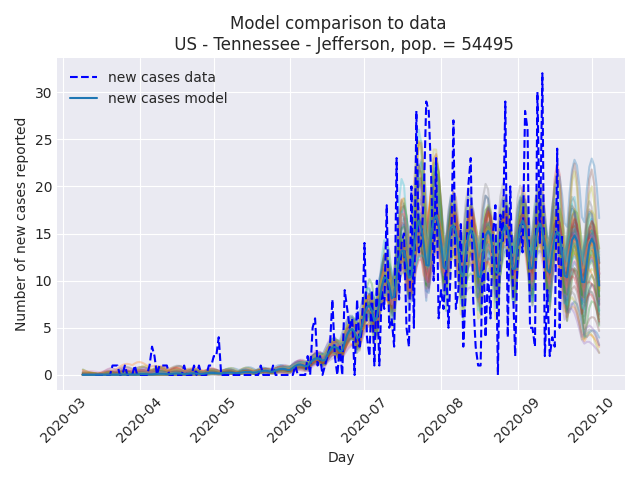 Model comparison to data
US - Tennessee - Jefferson, pop. = 54495
new cases data
new cases model
Number of new cases reported
30
25
20
15
10
5
0
2020-03
2020-04
2020-05
2020-06
2020-07
2020-08
2020-09
2020-10
Day